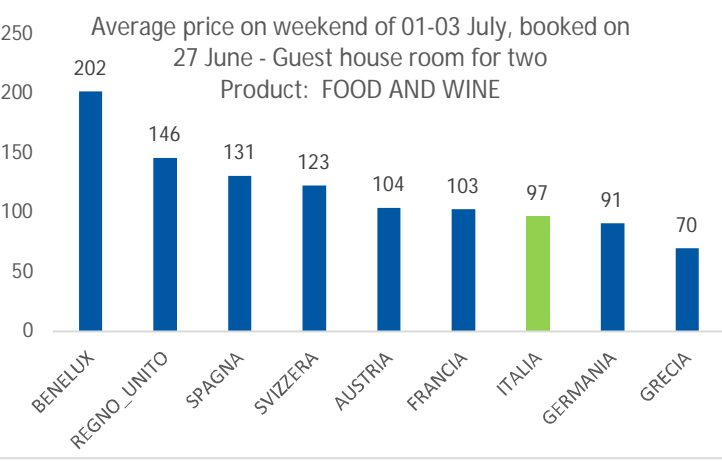 Average price on weekend of 01-03 July, booked on
27 June - Guest house room for two
Product: FOOD AND WINE
250
200
150
100
50
0
202
146
131
123
104
103
97
91
70
BENELUX
REGNO_UNITO
SPAGNA
SVIZZERA
AUSTRIA
FRANCIA
ITALIA
GERMANIA
GRECIA